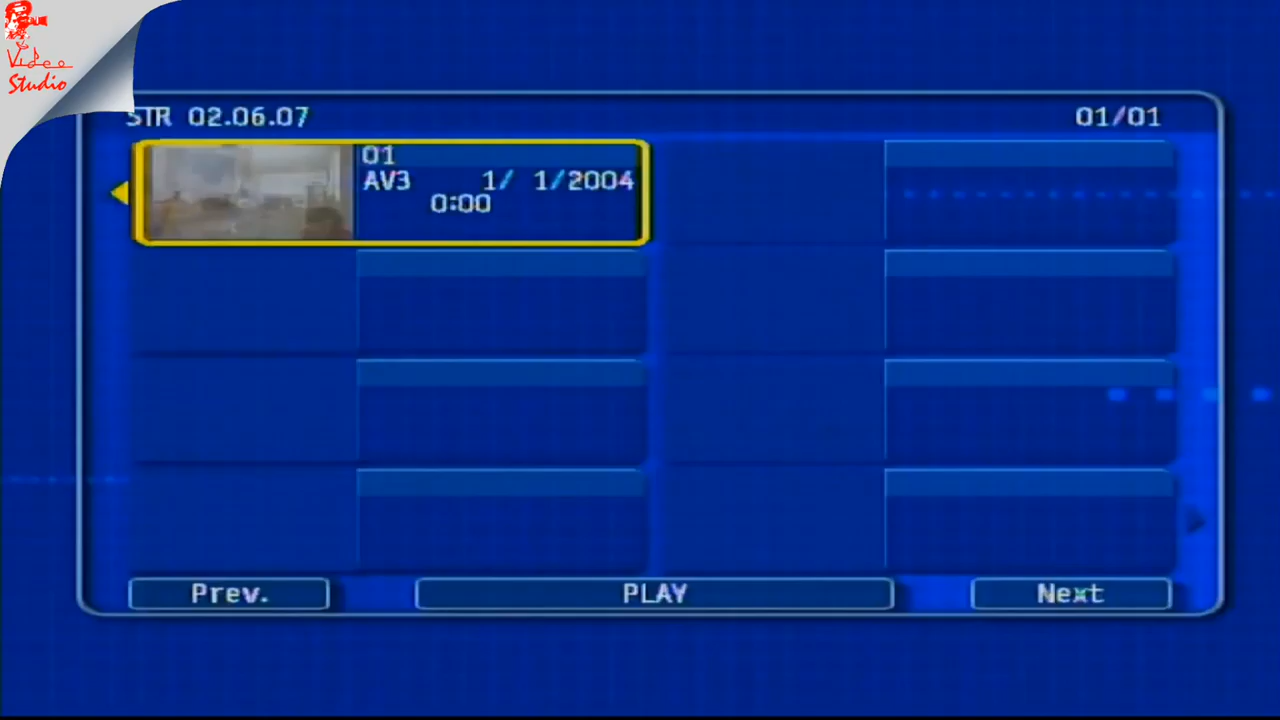 Video
Studio
STR 02.06.07
01/01
01
AV3 1/ 1/2004
0:00
Prev.
PLAY
Next